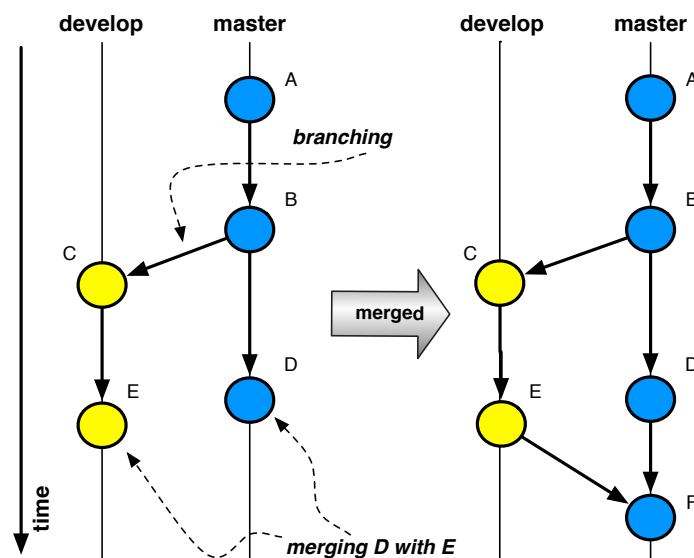 develop master
A
branching
B
C
D
E
time
merging D with E
merged
develop master
A
B
C
D
E
F